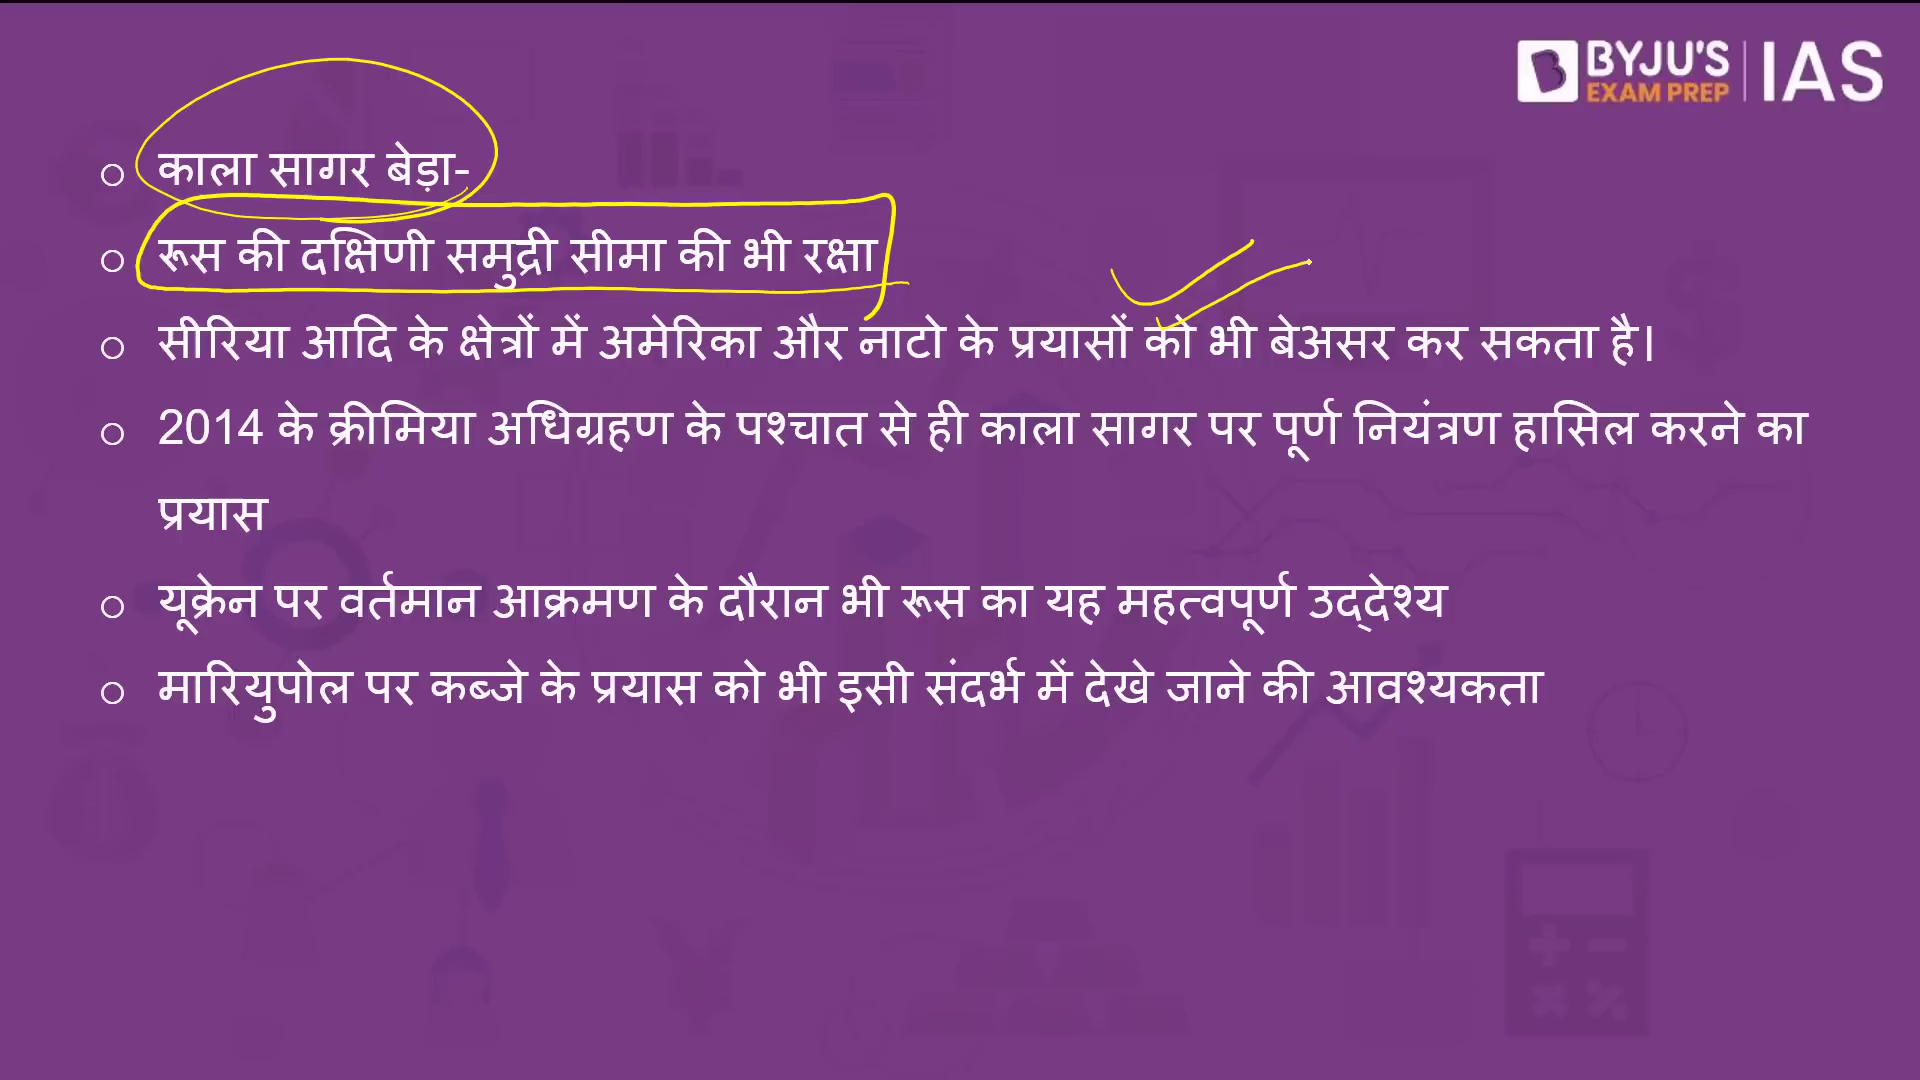 BYJU'S
EXAM PREP
IAS
काला सागर बेड़ा-
रूस की दक्षिणी समुद्री सीमा की भी रक्षा
सीरिया आदि के क्षेत्रों में अमेरिका और नाटो के प्रयासों को भी बेअसर कर सकता है।
2014 के क्रीमिया अधिग्रहण के पश्चात से ही काला सागर पर पूर्ण नियंत्रण हासिल करने का
प्रयास
यूक्रेन पर वर्तमान आक्रमण के दौरान भी रूस का यह महत्वपूर्ण उद्देश्य
मारियुपोल पर कब्जे के प्रयास को भी इसी संदर्भ में देखे जाने की आवश्यकता